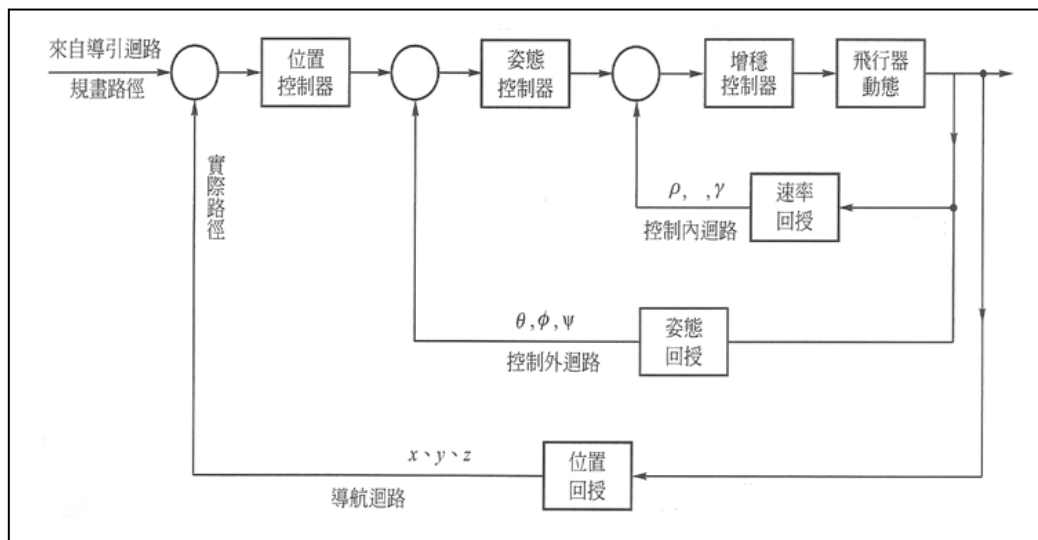 來自導引迴路
規畫路徑
位置
控制器
姿態
控制器
增穩
控制器
飛行器
動態
實際路徑
ρ, ,γ
控制內迴路
速率
回授
θ,ϕ,ψ
控制外迴路
姿態
回授
x、y、z
導航迴路
位置
回授